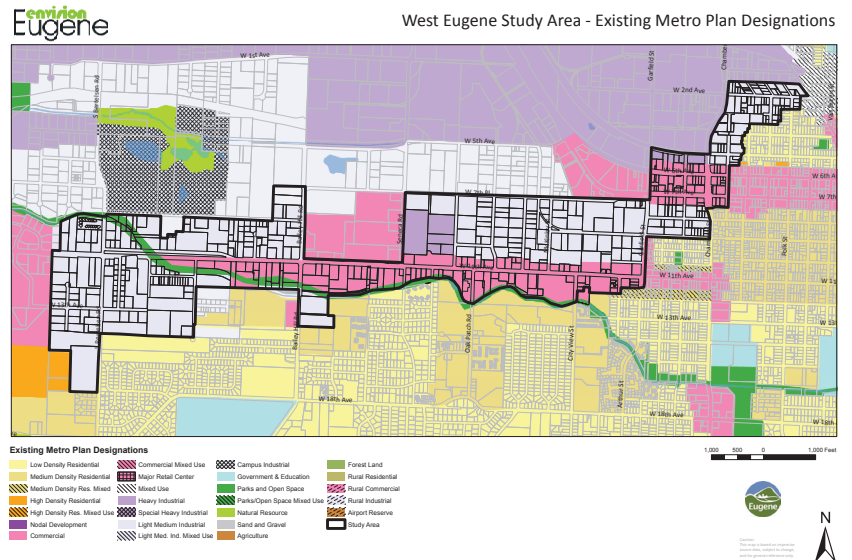 envision
Eugene
West Eugene Study Area - Existing Metro Plan Designations
W 1st Ave
Garfield St
S Bertelsen Rd
W 2nd Ave
W 5th Ave
W 6th A
W 7th
W 7th Pl
Seneca Rd
Polk St
W 11th Ave
W 13th Ave
W 13th Ave
Oak Patch Rd
City View St
Arthur St
W 18th Ave
W 18th Ave
W 18th
Existing Metro Plan Designations
Low Density Residential
Medium Density Residential
Medium Density Res. Mixed
High Density Residential
High Density Res. Mixed Use
Nodal Development
Commercial
Commercial Mixed Use
Major Retail Center
Mixed Use
Heavy Industrial
Special Heavy Industrial
Light Medium Industrial
Light Med. Ind. Mixed Use
Campus Industrial
Government & Education
Parks and Open Space
Parks/Open Space Mixed Use
Natural Resource
Sand and Gravel
Agriculture
Forest Land
Rural Residential
Rural Commercial
Rural Industrial
Airport Reserve
Study Area
1,000 500 0 1,000 Feet
Eugene
N